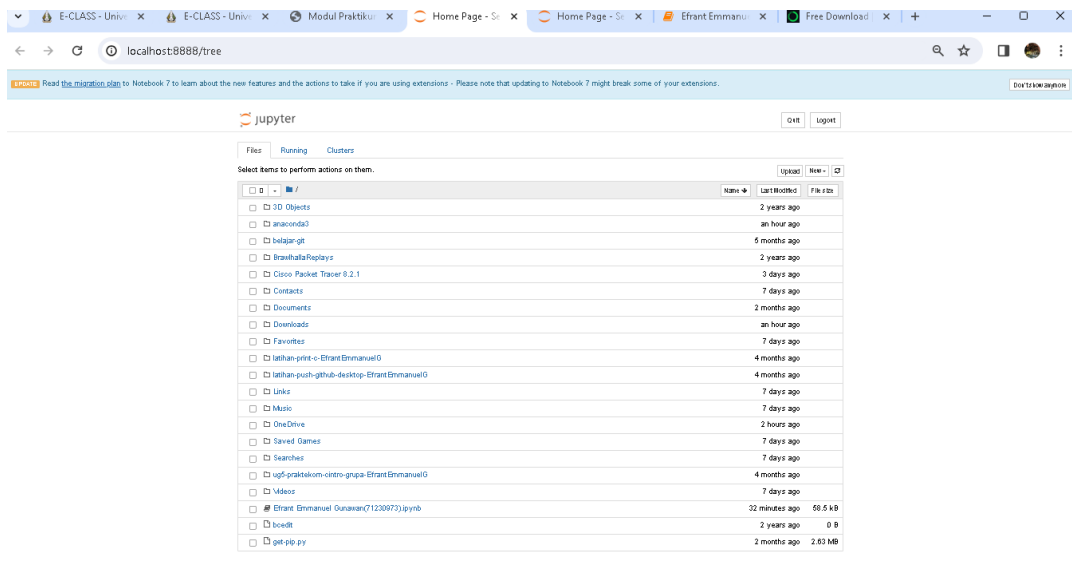 E-CLASS - Unive
E-CLASS - Unive
Modul Praktiku
Home Page - Se
Home Page - Se
Efrant Emmanu
Free Download
localhost:8888/tree
UPDATE Read the migration plan to Notebook 7 to learn about the new features and the actions to take if you are using extensions - Please note that updating to Notebook 7 might break some of your extensions.
Don't show anymore
jupyter
Quit Logout
Files Running Clusters
Select items to perform actions on them.
Upload New
0 / Name Last Modified File size
3D Objects 2 years ago
anaconda3 an hour ago
belajar-git 5 months ago
BrawlhallaReplays 2 years ago
Cisco Packet Tracer 8.2.1 3 days ago
Contacts 7 days ago
Documents 2 months ago
Downloads an hour ago
Favorites 7 days ago
latihan-print-c-EfrantEmmanuelG 4 months ago
latihan-push-github-desktop-EfrantEmmanuelG 4 months ago
Links 7 days ago
Music 7 days ago
OneDrive 2 hours ago
Saved Games 7 days ago
Searches 7 days ago
ug5-praktekom-cintro-grupa-EfrantEmmanuelG 4 months ago
Videos 7 days ago
Efrant Emmanuel Gunawan(71230973).ipynb 32 minutes ago 58.5 kB
bcedit 2 years ago 0 B
get-pip.py 2 months ago 2.63 MB